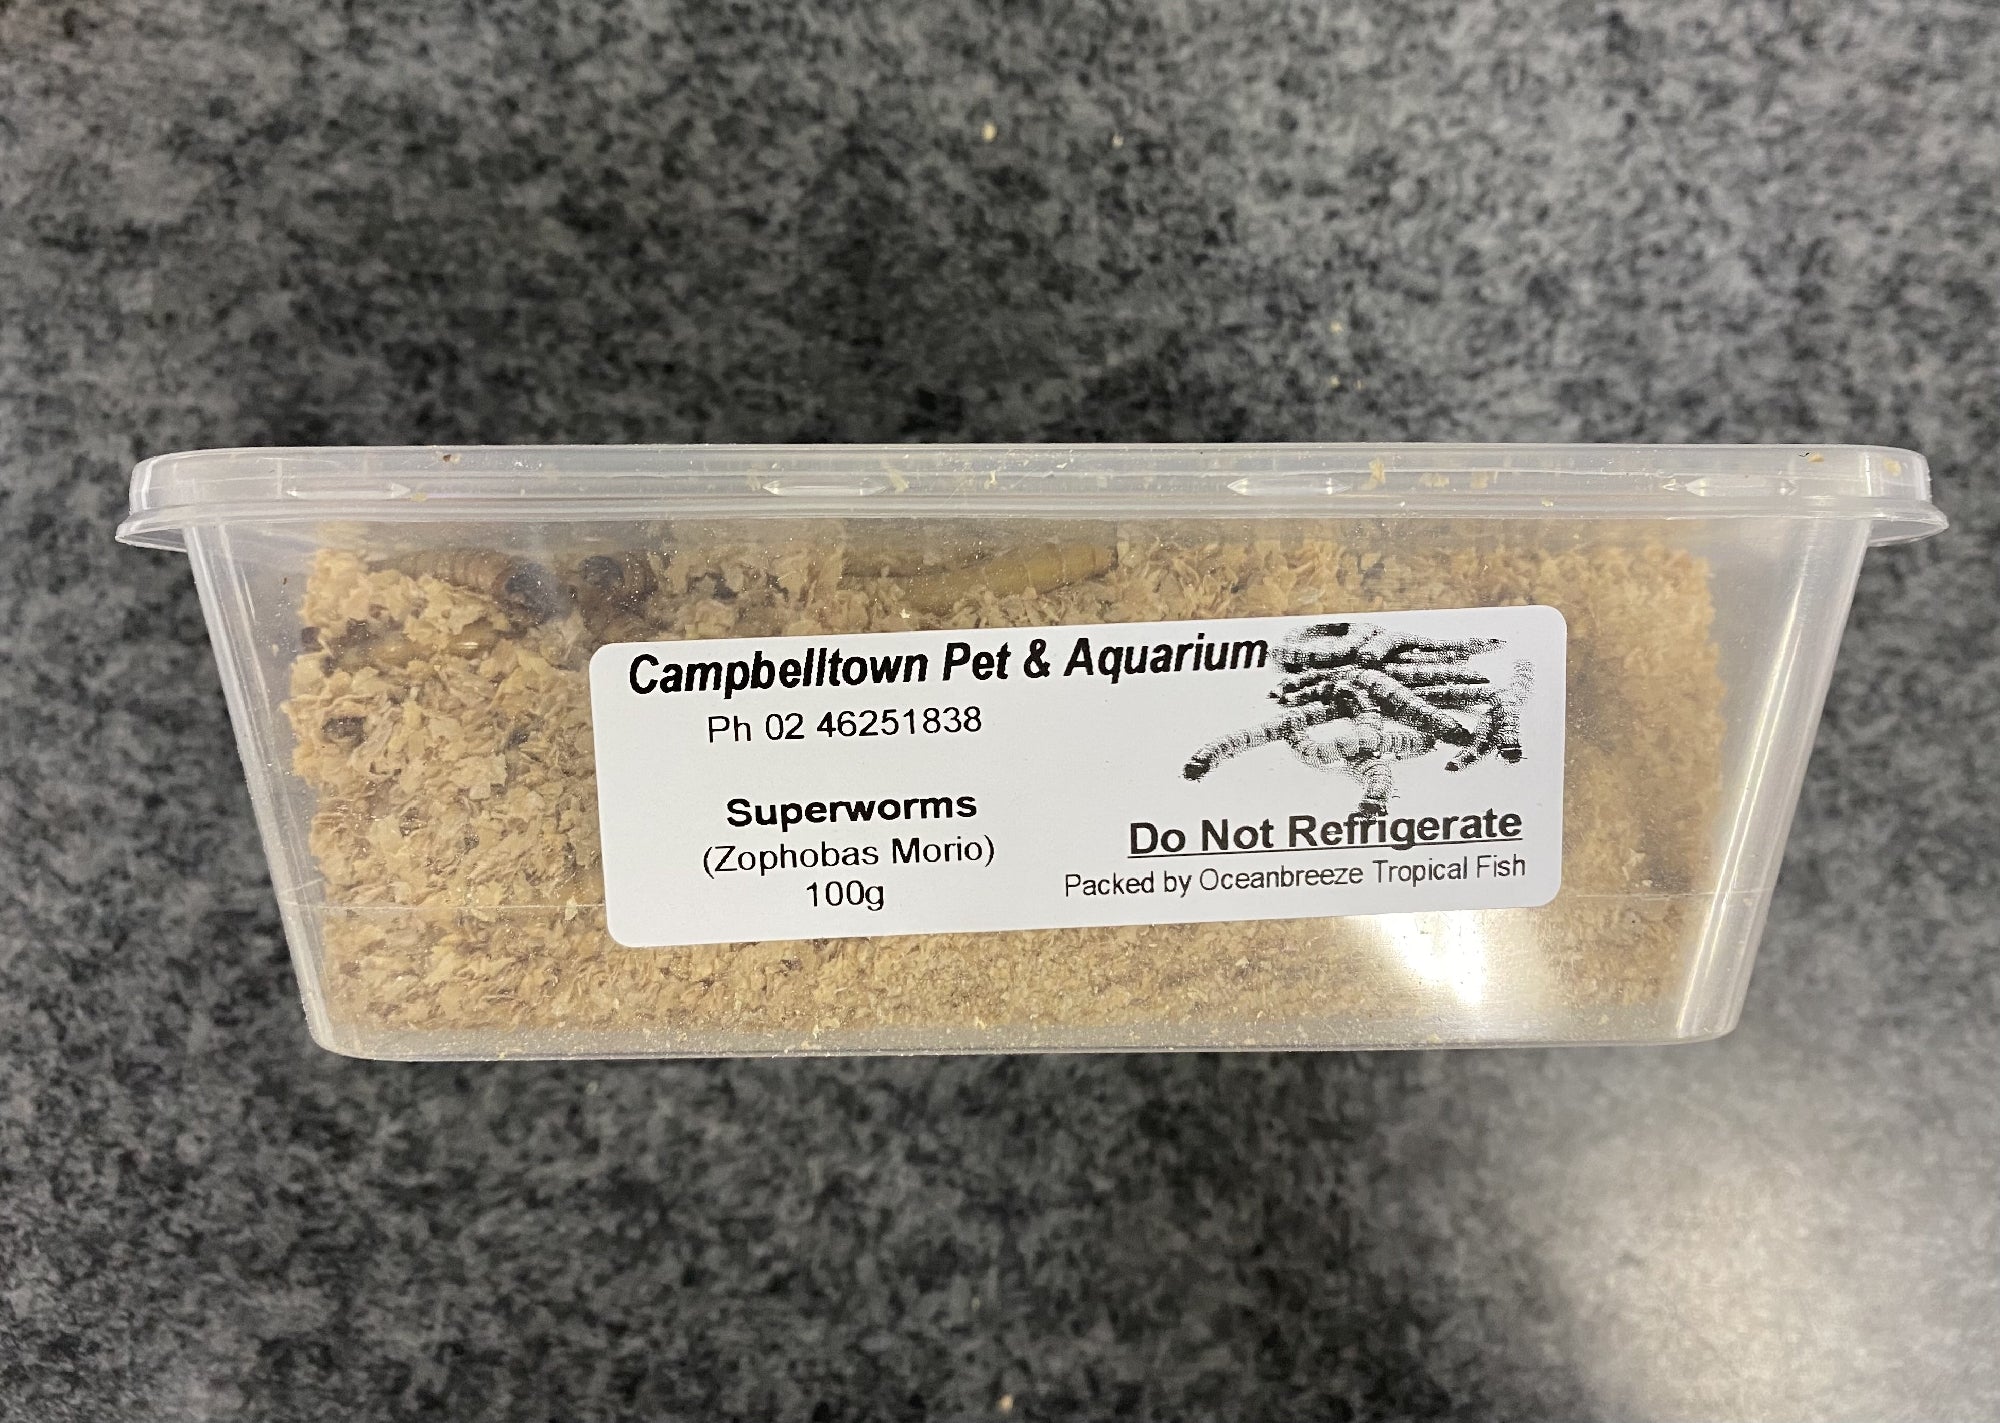 Campbelltown Pet & Aquarium
Ph 02 46251838
Superworms
(Zophobas Morio)
100g
Do Not Refrigerate
Packed by Oceanbreeze Tropical Fish